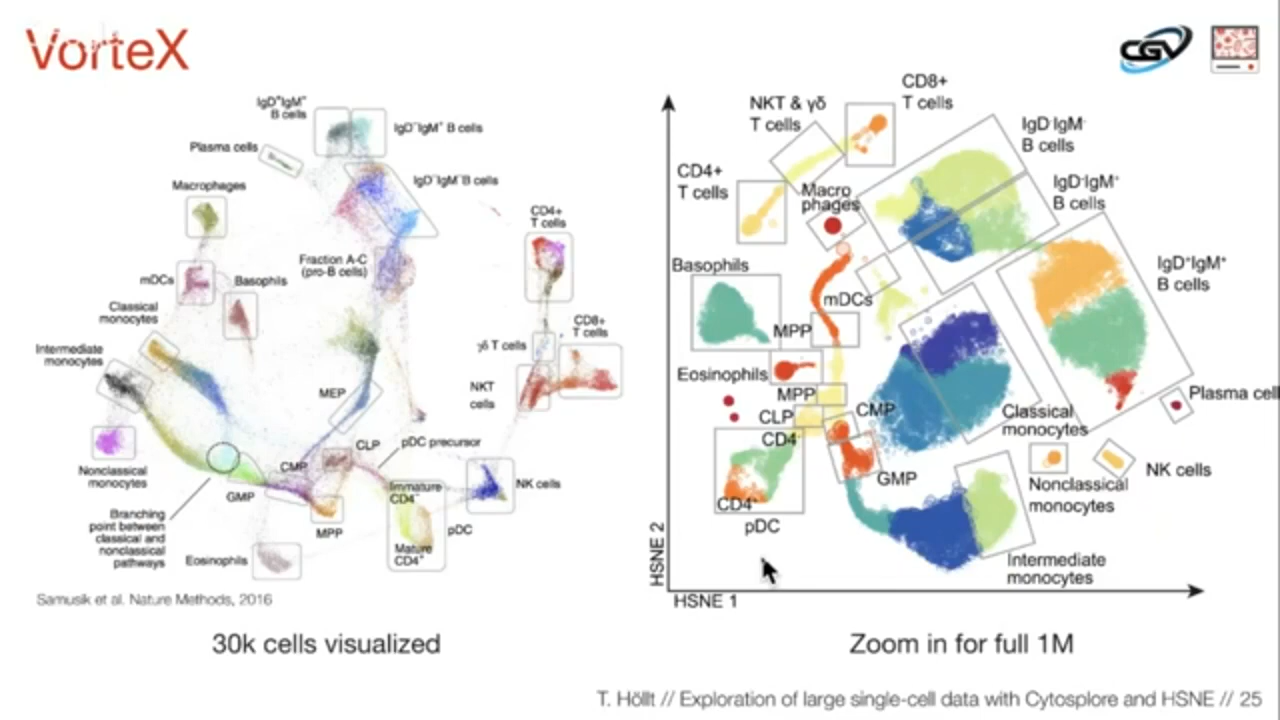 VorteX
CGV
IgD⁺IgM⁺
B cells
IgD⁻IgM⁺ B cells
Plasma cells
IgD⁻IgM⁻B cells
Macrophages
CD4+
T cells
Fraction A-C
(pro-B cells)
mDCs
Basophils
Classical
monocytes
CD8+
T cells
γδ T cells
Intermediate
monocytes
NKT
cells
MEP
CLP
pDC precursor
CMP
Nonclassical
monocytes
GMP
Immature
CD4⁻
NK cells
Branching
point between
classical and
nonclassical
pathways
MPP
pDC
Mature
CD4⁺
Eosinophils
Samusik et al. Nature Methods, 2016
30k cells visualized
CD8+
T cells
NKT & γδ
T cells
IgD⁻IgM⁻
B cells
CD4+
T cells
Macro
phages
IgD⁻IgM⁺
B cells
Basophils
IgD⁺IgM⁺
B cells
mDCs
MPP
Eosinophils
MPP
Plasma cell
CMP
CLP
Classical
monocytes
CD4⁻
GMP
NK cells
Nonclassical
monocytes
CD4⁺
pDC
Intermediate
monocytes
HSNE 2
HSNE 1
Zoom in for full 1M
T. Höllt // Exploration of large single-cell data with Cytosplore and HSNE // 25